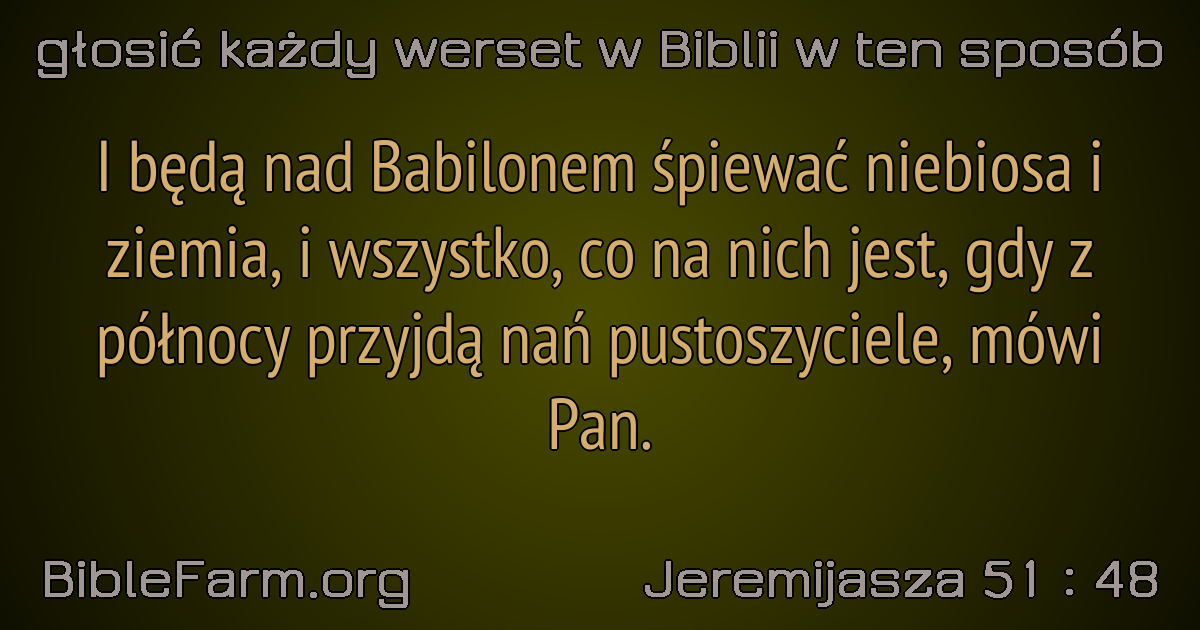 głosić każdy werset w Biblii w ten sposób
I będą nad Babilonem śpiewać niebiosa i
ziemia, i wszystko, co na nich jest, gdy z
północy przyjdą nań pustoszyciele, mówi
Pan.
BibleFarm.org
Jeremijasza 51 : 48